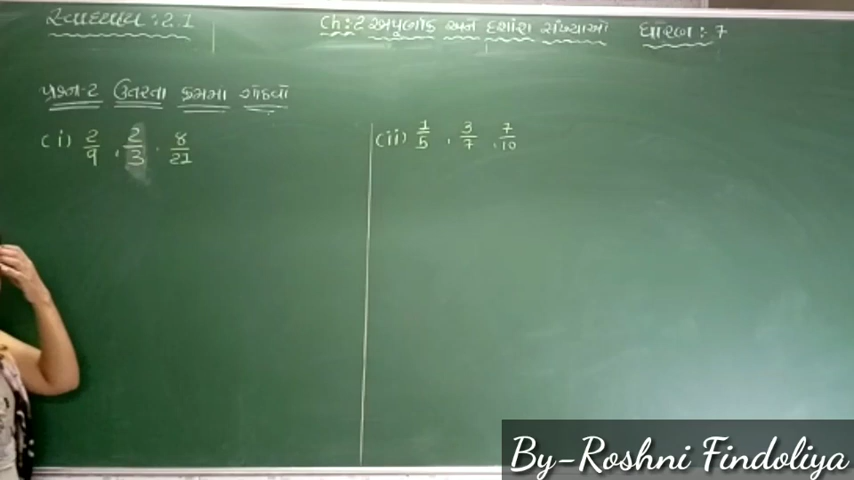 સ્વાધ્યાય : 2.1
Ch : 2 અપૂર્ણાંક અને દશાંશ સંખ્યાઓ
ધોરણ : 7
પ્રશ્ન-2 ઉતરતા ક્રમમા ગોઠવો
(i) 2/9 , 2/3 , 8/21
(ii) 1/5 , 3/7 , 7/10
By-Roshni Findoliya